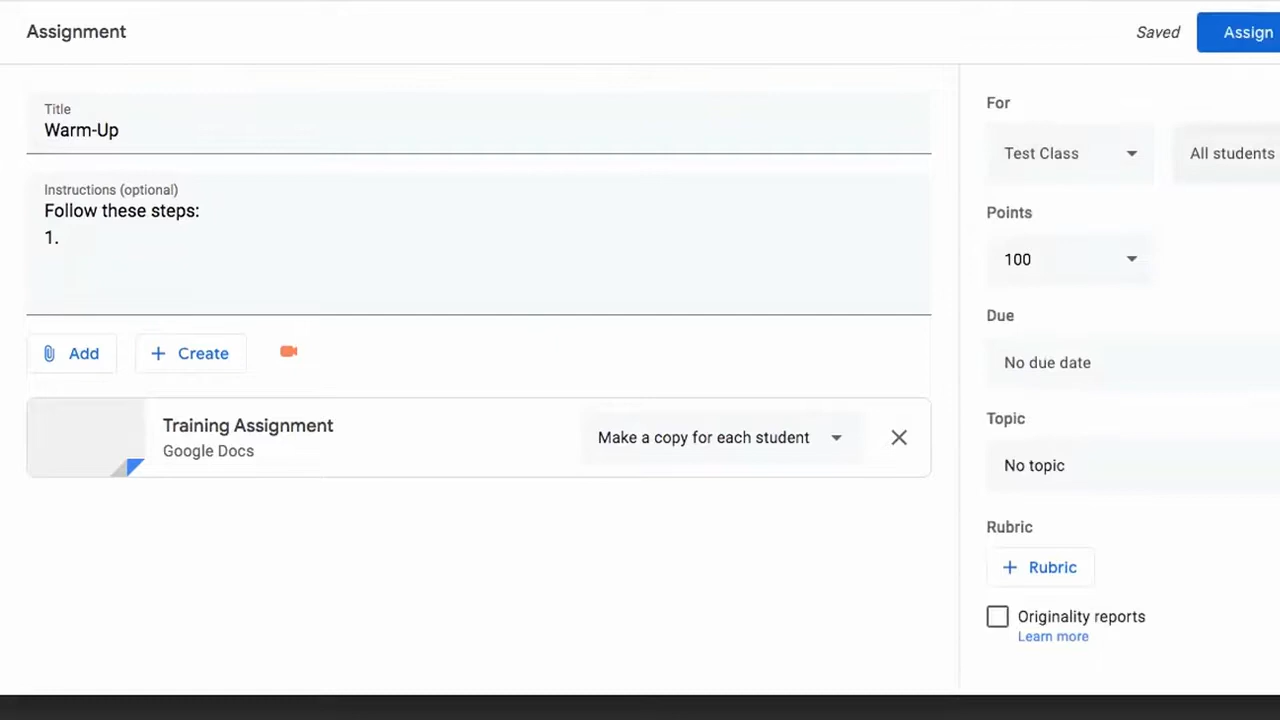 Assignment
Saved
Assign
Title
Warm-Up
Instructions (optional)
Follow these steps:
1.
Add
Create
Training Assignment
Google Docs
Make a copy for each student
For
Test Class
All students
Points
100
Due
No due date
Topic
No topic
Rubric
Rubric
Originality reports
Learn more